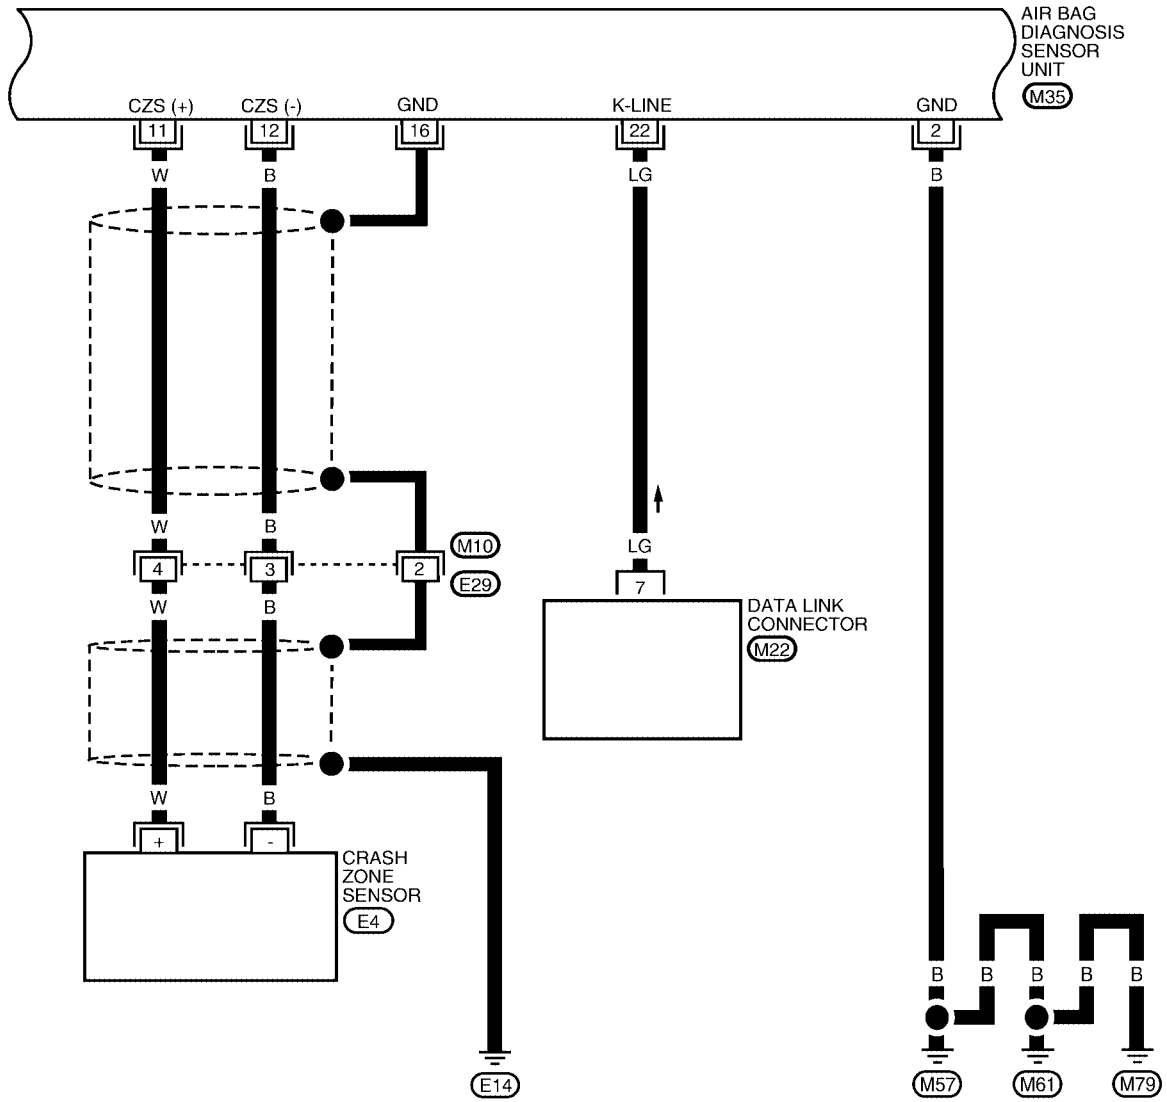 AIR BAG
DIAGNOSIS
SENSOR
UNIT
M35
CZS (+) CZS (-) GND K-LINE GND
11 12 16 22 2
W B LG B
W B LG
M10
4 3 2
E29
7
W B
DATA LINK
CONNECTOR
M22
W B
+ -
CRASH
ZONE
SENSOR
E4
B B B B B
E14 M57 M61 M79